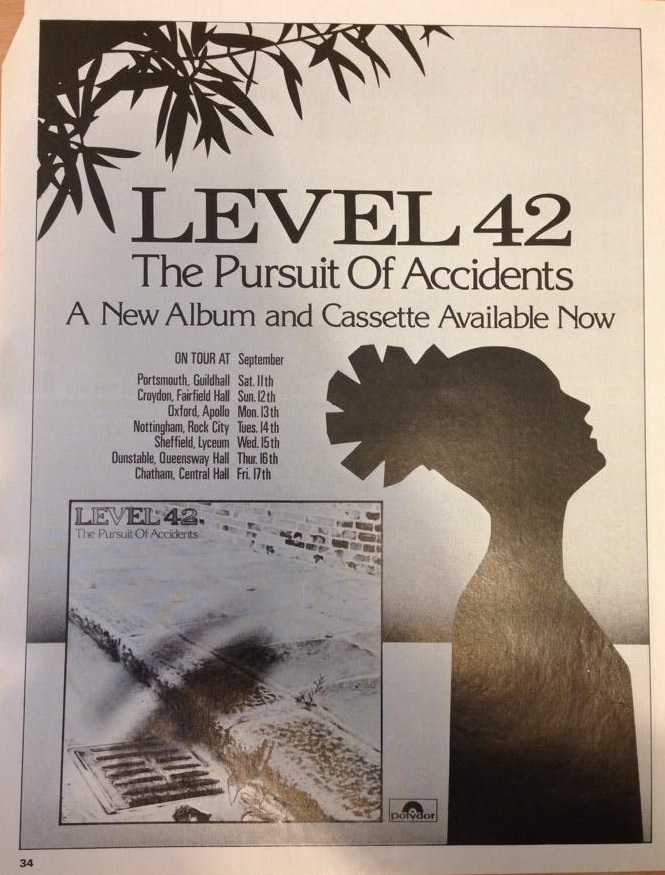 LEVEL 42
The Pursuit Of Accidents
A New Album and Cassette Available Now
ON TOUR AT September
Portsmouth, Guildhall Sat. 11th
Croydon, Fairfield Hall Sun. 12th
Oxford, Apollo Mon. 13th
Nottingham, Rock City Tues. 14th
Sheffield, Lyceum Wed. 15th
Dunstable, Queensway Hall Thur. 16th
Chatham, Central Hall Fri. 17th
LEVEL 42.
The Pursuit Of Accidents
polydor
34